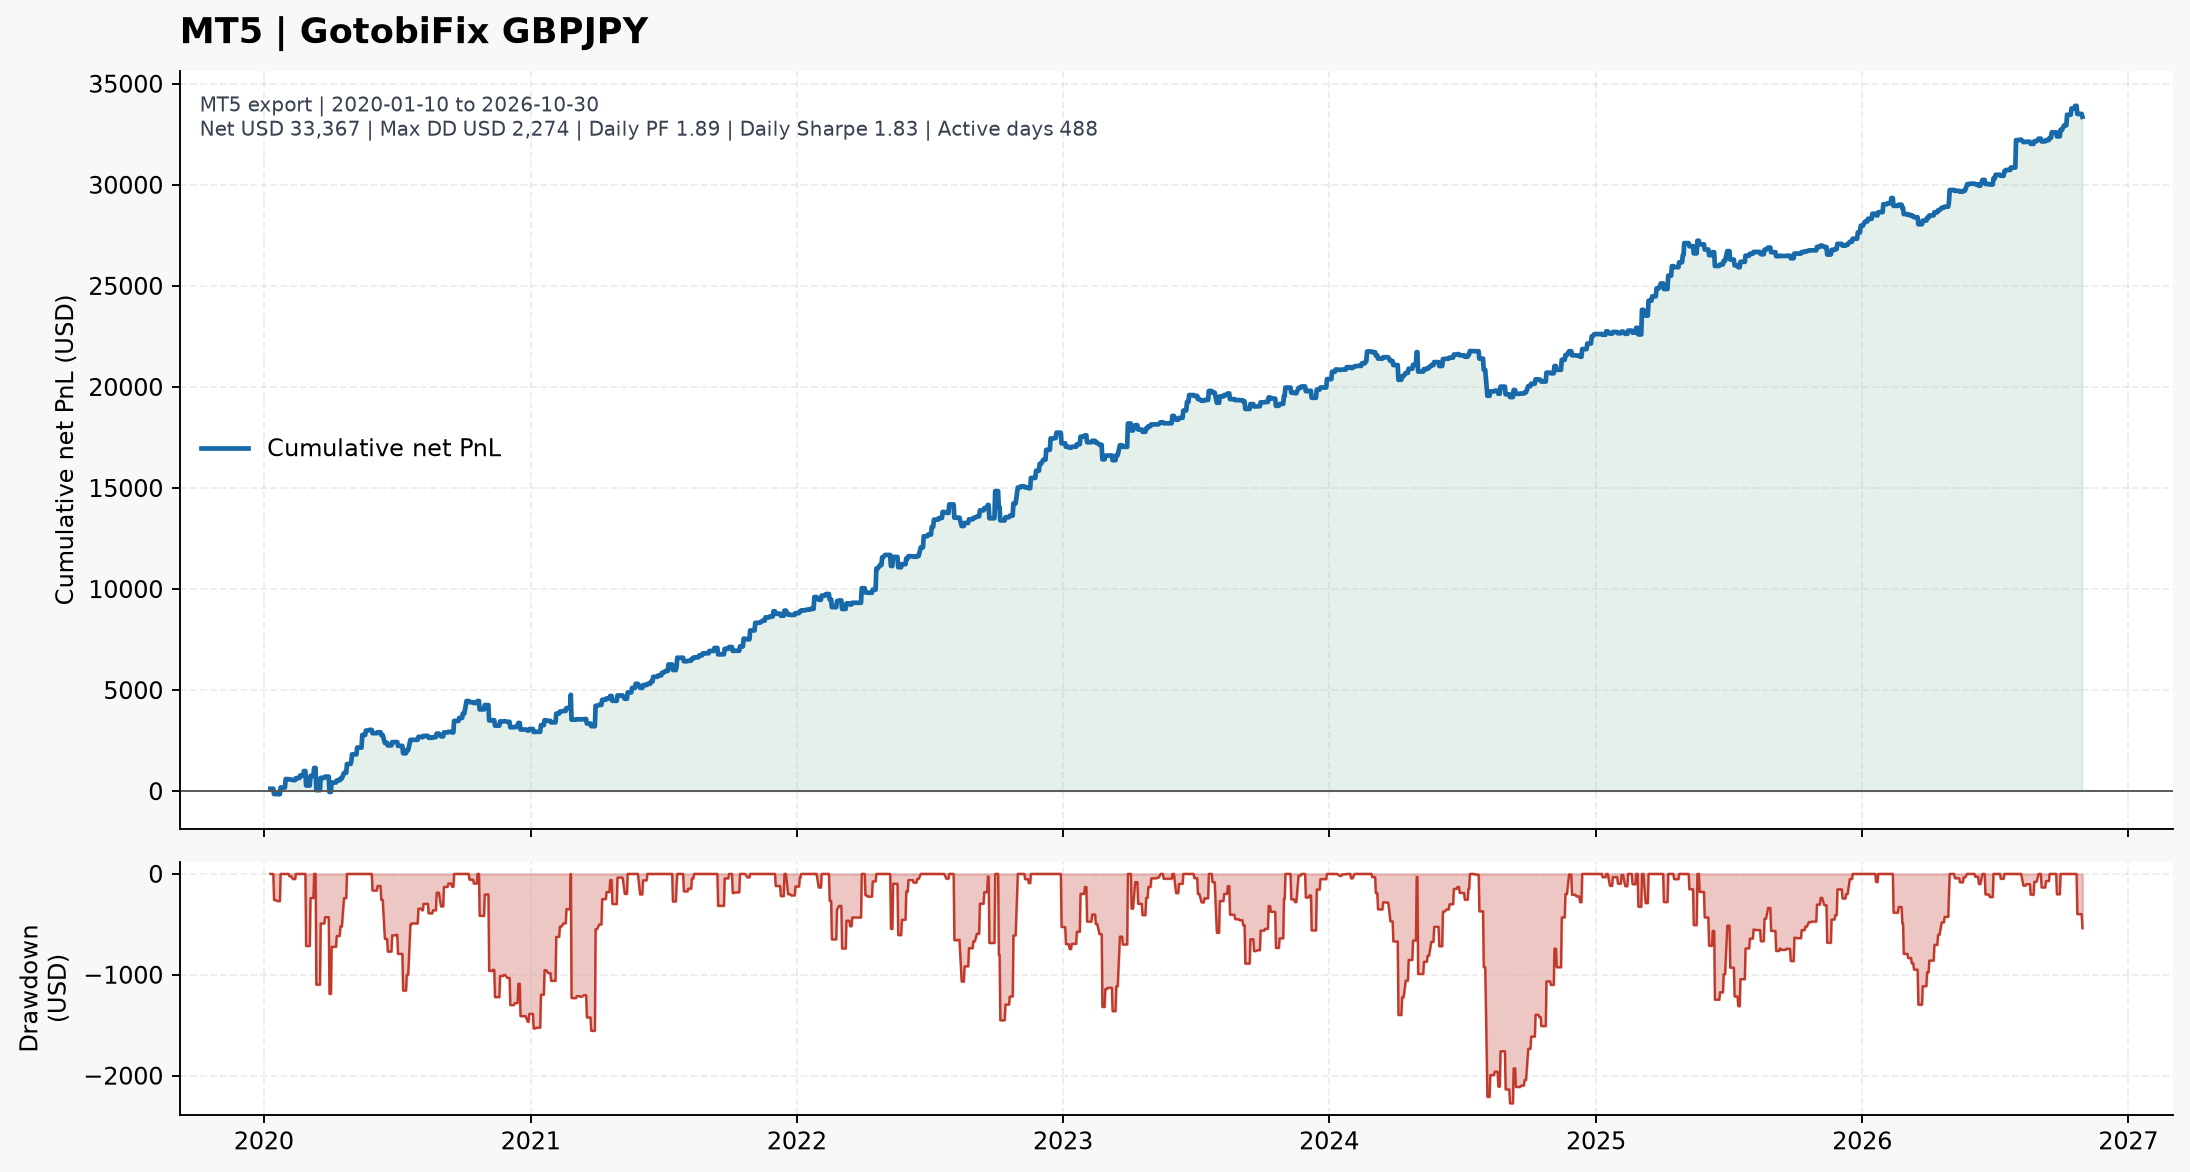 MT5 | GotobiFix GBPJPY
MT5 export | 2020-01-10 to 2026-10-30
Net USD 33,367 | Max DD USD 2,274 | Daily PF 1.89 | Daily Sharpe 1.83 | Active days 488
Cumulative net PnL (USD)
35000
30000
25000
20000
15000
10000
5000
0
Cumulative net PnL
Drawdown
(USD)
0
−1000
−2000
2020
2021
2022
2023
2024
2025
2026
2027